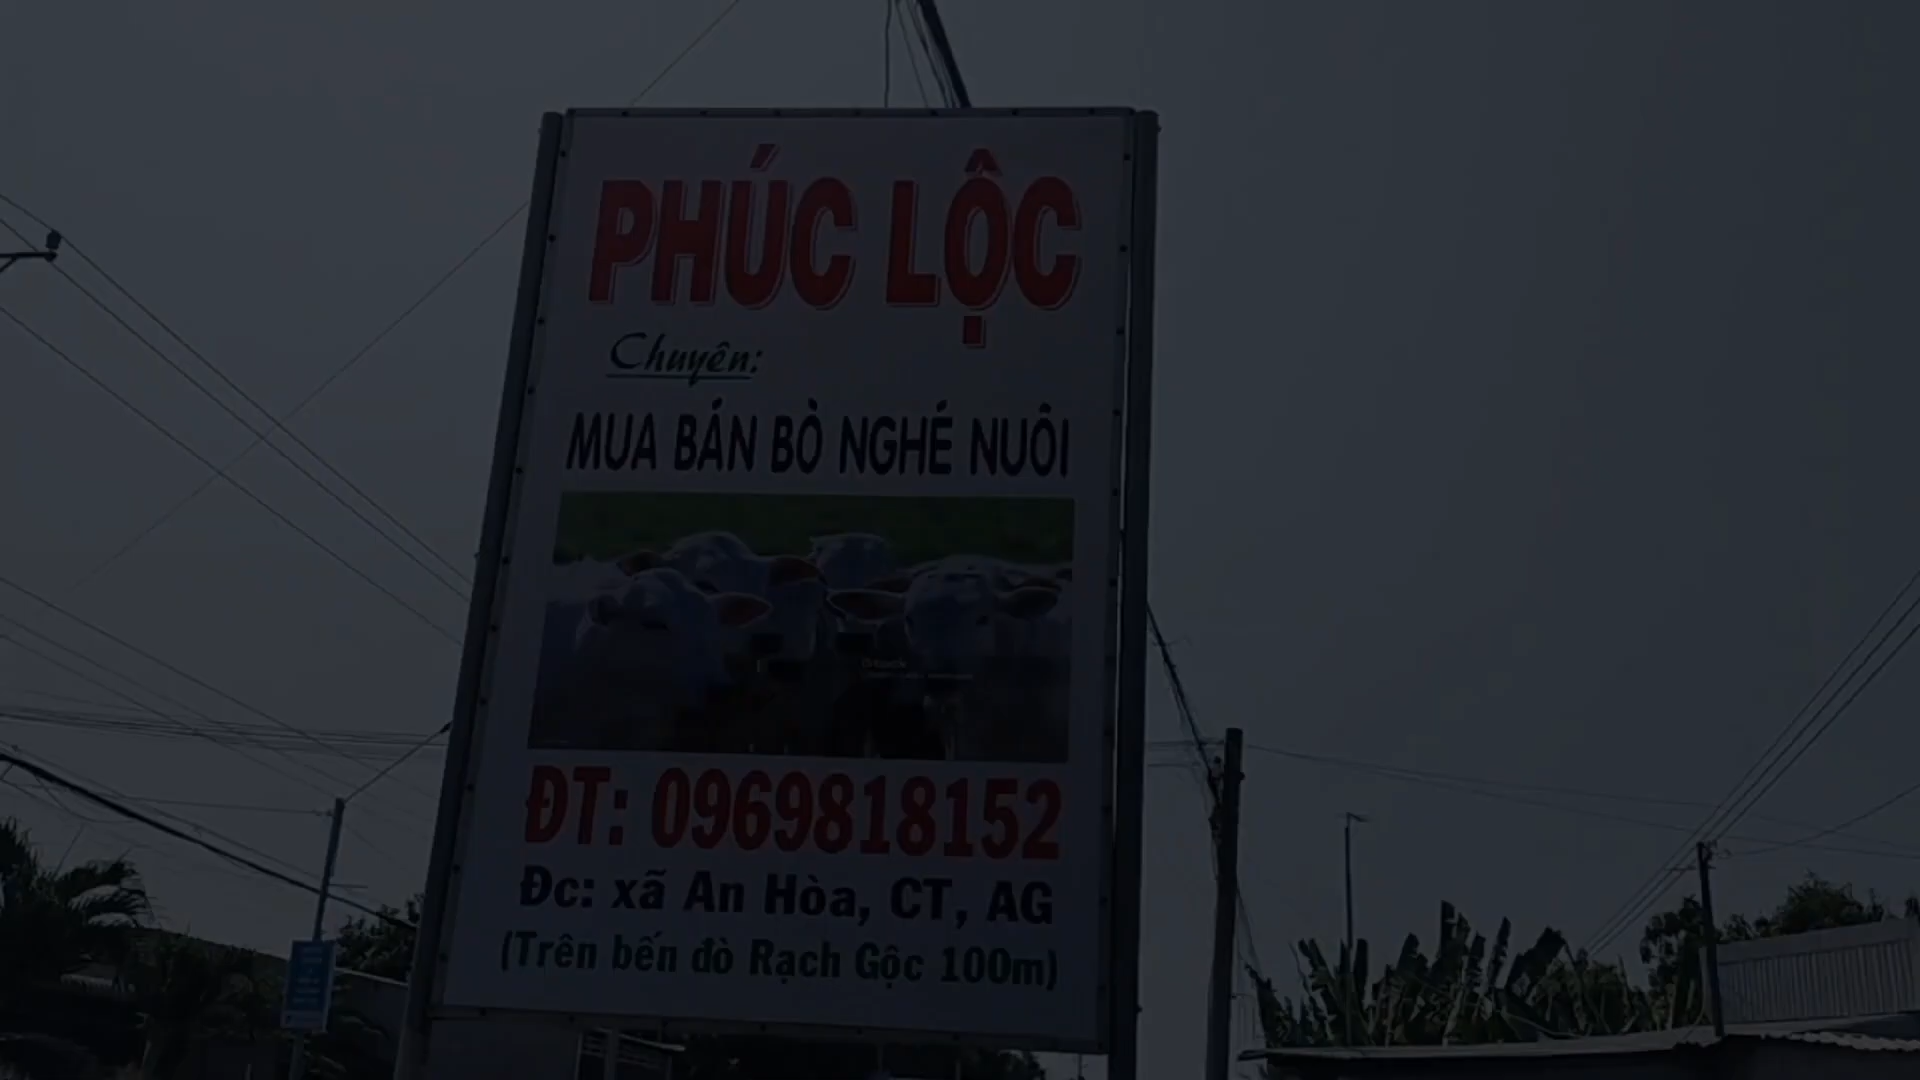 PHÚC LỘC
Chuyên:
MUA BÁN BÒ NGHÉ NUÔI
ĐT: 0969818152
Đc: xã An Hòa, CT, AG
(Trên bến đò Rạch Gộc 100m)